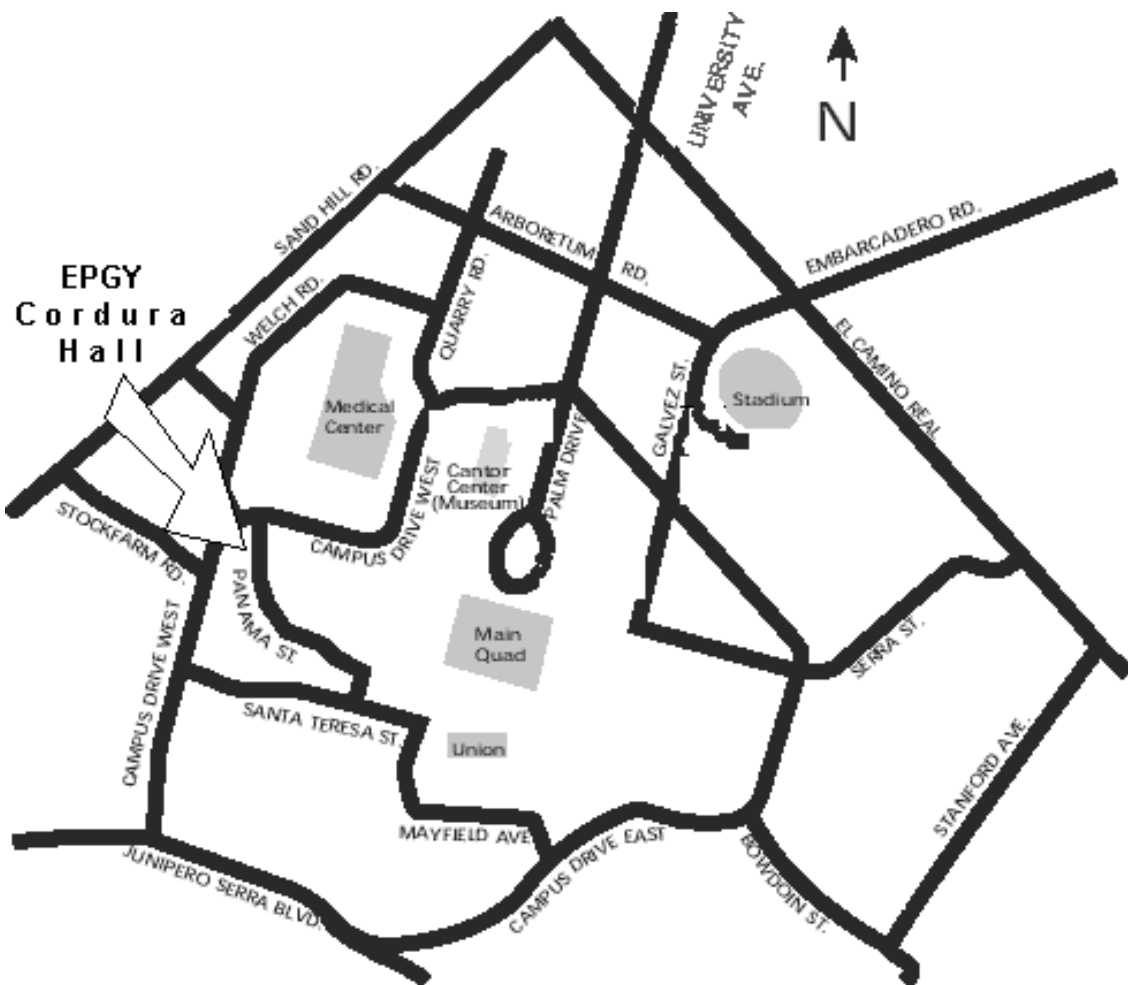 UNIVERSITY
AVE.
N
SAND HILL RD.
ARBORETUM RD.
EMBARCADERO RD.
EPGY
Cordura
Hall
WELCH RD.
QUARRY RD.
EL CAMINO REAL
GALVEZ ST.
Stadium
Medical
Center
Cantor
Center
(Museum)
PALM DRIVE
CAMPUS DRIVE WEST
STOCKFARM RD.
PANAMA ST.
Main
Quad
SERRA ST.
CAMPUS DRIVE WEST
SANTA TERESA ST.
Union
STANFORD AVE.
MAYFIELD AVE.
CAMPUS DRIVE EAST
BOWDOIN ST.
JUNIPERO SERRA BLVD.